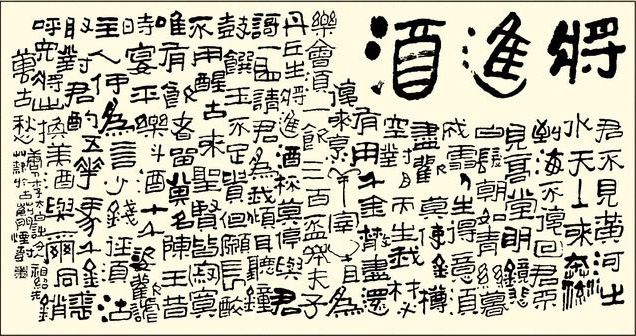 將進酒
君不見黃河之
水天上來奔流
到海不復回君不
見高堂明鏡悲
白髮朝如青絲暮
成雪人生得意須
盡歡莫使金樽
空對月天生我材必
有用千金散盡還
復來烹羊宰牛且為
樂會須一飲三百盃岑夫子
丹丘生將進酒杯莫停與君
歌一曲請君為我傾耳聽鐘
鼓饌玉不足貴但願長醉
不用醒古來聖賢皆寂寞
唯有飲者留其名陳王昔
時宴平樂斗酒十千恣歡謔
主人何為言少錢徑須沽
取對君酌五華馬千金裘
呼兒將出換美酒與爾同銷
萬古愁
李太白詩